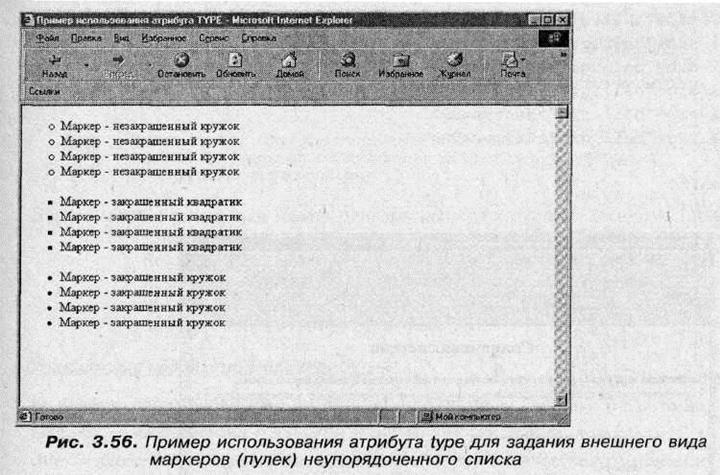 Пример использования атрибута TYPE - Microsoft Internet Explorer
Файл Правка Вид Избранное Сервис Справка
Назад Вперед Остановить Обновить Домой Поиск Избранное Журнал Почта
Ссылки
Маркер - незакрашенный кружок
Маркер - незакрашенный кружок
Маркер - незакрашенный кружок
Маркер - незакрашенный кружок
Маркер - закрашенный квадратик
Маркер - закрашенный квадратик
Маркер - закрашенный квадратик
Маркер - закрашенный квадратик
Маркер - закрашенный кружок
Маркер - закрашенный кружок
Маркер - закрашенный кружок
Маркер - закрашенный кружок
Готово Мой компьютер
Рис. 3.56. Пример использования атрибута type для задания внешнего вида
маркеров (пулек) неупорядоченного списка